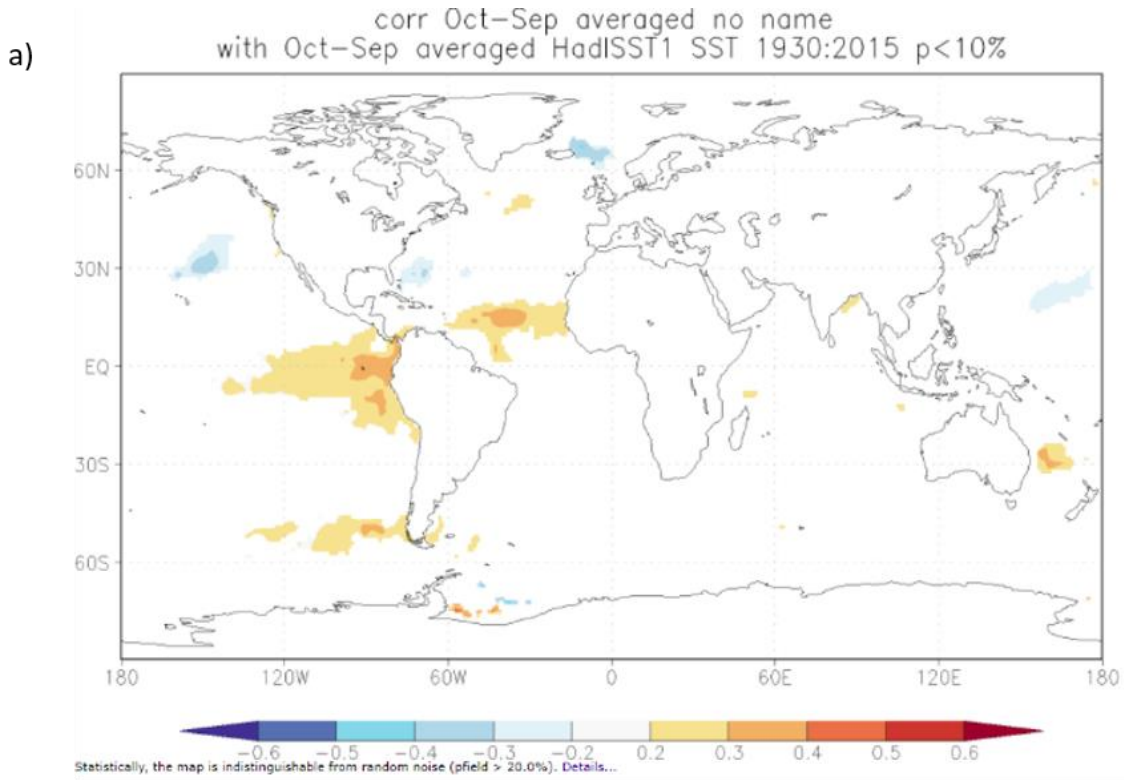 corr Oct-Sep averaged no name
a)
with Oct-Sep averaged HadISST1 SST 1930:2015 p<10%
60N
30N
EQ
30S
60S
180 120W 60W 0 60E 120E 180
-0.6 -0.5 -0.4 -0.3 -0.2 0.2 0.3 0.4 0.5 0.6
Statistically, the map is indistinguishable from random noise (pfield > 20.0%). Details...